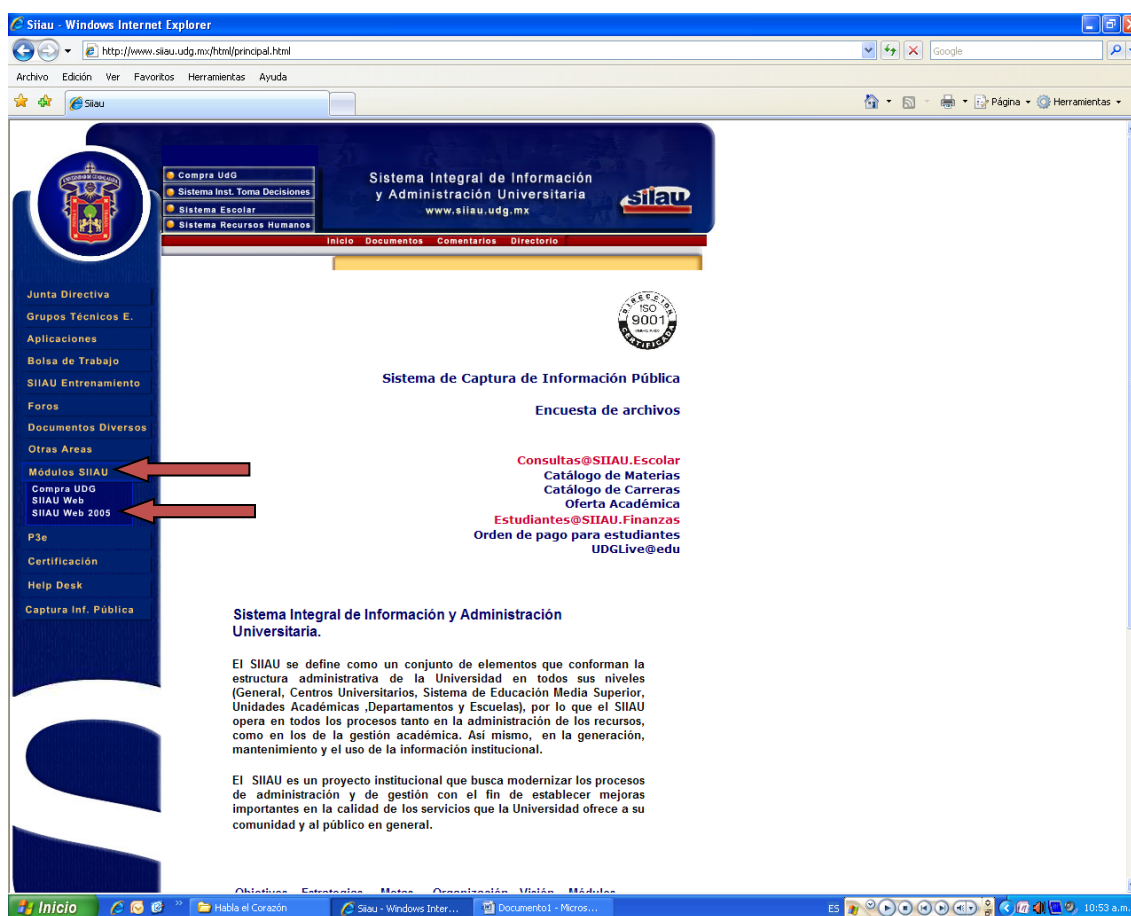 Siiau - Windows Internet Explorer
http://www.siiau.udg.mx/html/principal.html
Google
Archivo Edición Ver Favoritos Herramientas Ayuda
Siiau
Página
Herramientas
Compra UdG
Sistema Inst. Toma Decisiones
Sistema Escolar
Sistema Recursos Humanos
Sistema Integral de Información
y Administración Universitaria
www.siiau.udg.mx
siiau
Inicio Documentos Comentarios Directorio
Junta Directiva
Grupos Técnicos E.
Aplicaciones
Bolsa de Trabajo
SIIAU Entrenamiento
Foros
Documentos Diversos
Otras Areas
Módulos SIIAU
Compra UDG
SIIAU Web
SIIAU Web 2005
P3e
Certificación
Help Desk
Captura Inf. Pública
DIRECCIÓN
ISO
9001
CERTIFICADA
Sistema de Captura de Información Pública
Encuesta de archivos
Consultas@SIIAU.Escolar
Catálogo de Materias
Catálogo de Carreras
Oferta Académica
Estudiantes@SIIAU.Finanzas
Orden de pago para estudiantes
UDGLive@edu
Sistema Integral de Información y Administración
Universitaria.
El SIIAU se define como un conjunto de elementos que conforman la
estructura administrativa de la Universidad en todos sus niveles
(General, Centros Universitarios, Sistema de Educación Media Superior,
Unidades Académicas ,Departamentos y Escuelas), por lo que el SIIAU
opera en todos los procesos tanto en la administración de los recursos,
como en los de la gestión académica. Así mismo, en la generación,
mantenimiento y el uso de la información institucional.
El SIIAU es un proyecto institucional que busca modernizar los procesos
de administración y de gestión con el fin de establecer mejoras
importantes en la calidad de los servicios que la Universidad ofrece a su
comunidad y al público en general.
Objetivos Estrategias Metas Organización Visión Módulos
Inicio
Habla el Corazón
Siiau - Windows Inter...
Documento1 - Micros...
ES
10:53 a.m.